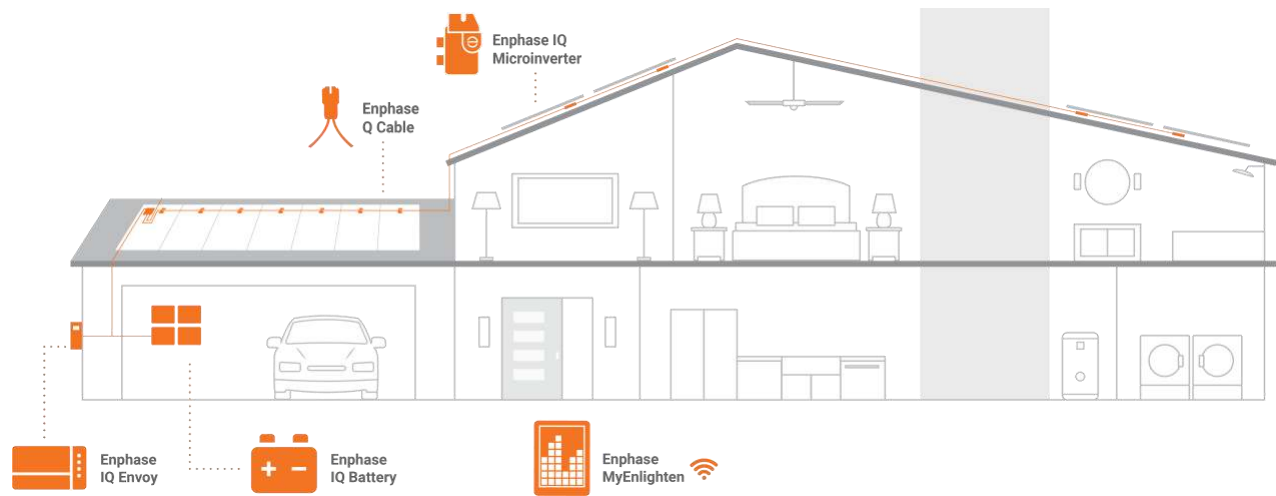 Enphase IQ
Microinverter
Enphase
Q Cable
Enphase
IQ Envoy
Enphase
IQ Battery
Enphase
MyEnlighten